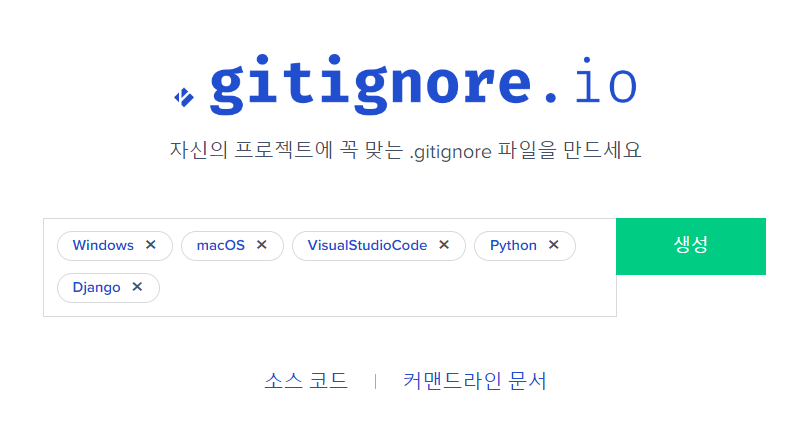 gitignore.io
자신의 프로젝트에 꼭 맞는 .gitignore 파일을 만드세요
Windows ✕ macOS ✕ VisualStudioCode ✕ Python ✕ 생성
Django ✕
소스 코드 | 커맨드라인 문서